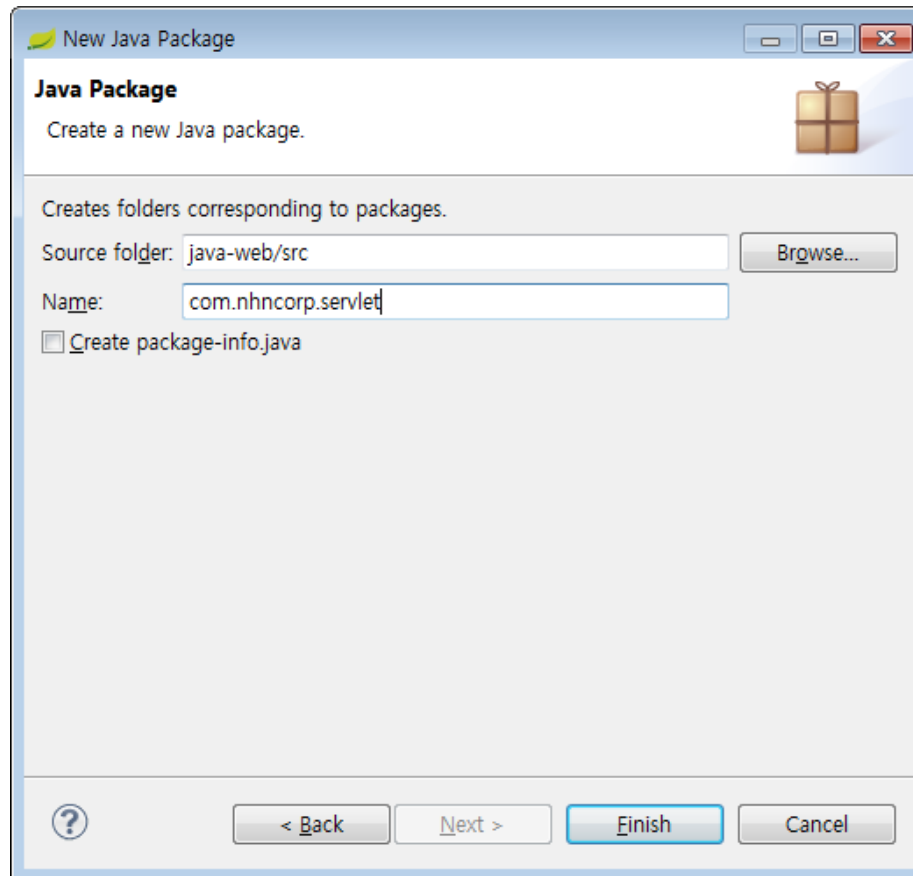 New Java Package
Java Package
Create a new Java package.
Creates folders corresponding to packages.
Source folder: java-web/src Browse...
Name: com.nhncorp.servlet
Create package-info.java
? < Back Next > Finish Cancel